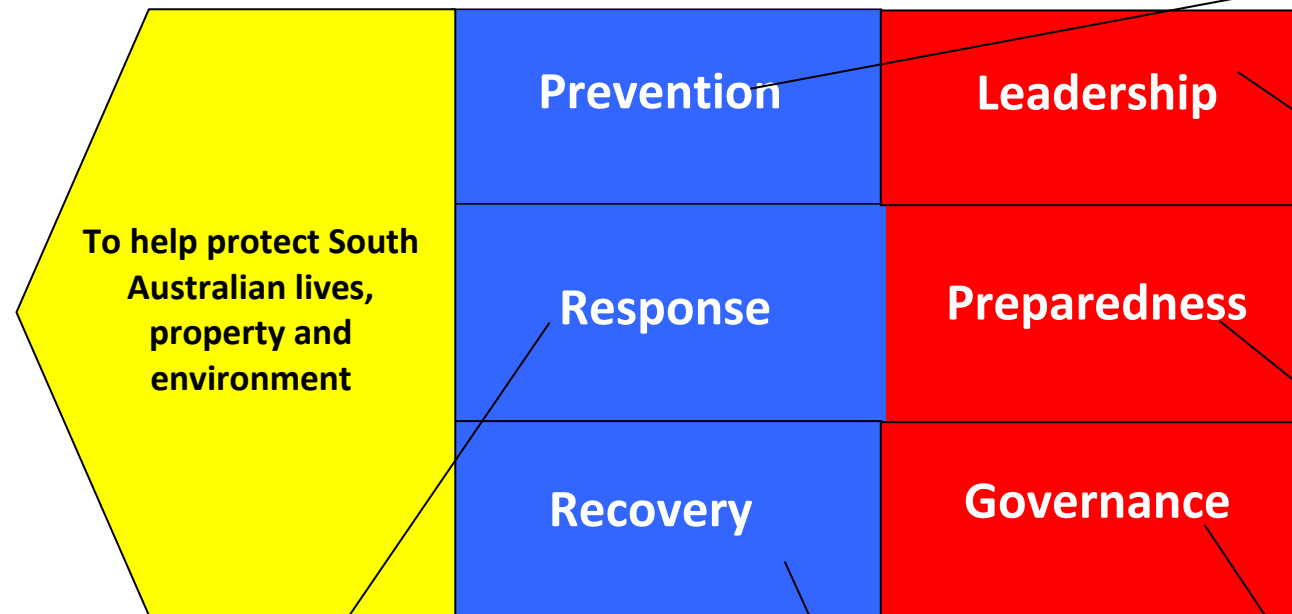 To help protect South
Australian lives,
property and
environment
Prevention
Leadership
Response
Preparedness
Recovery
Governance